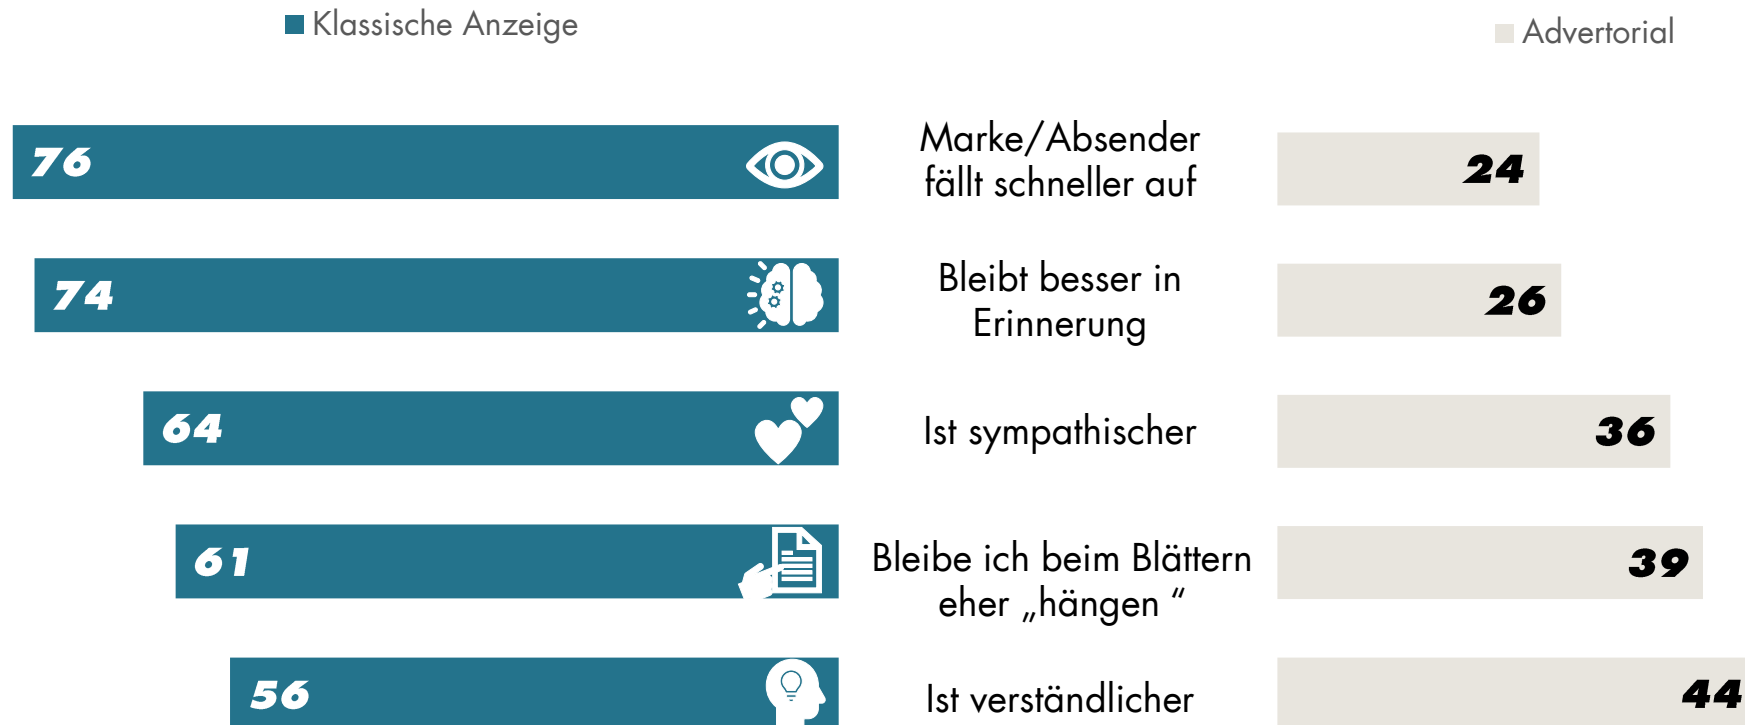 Klassische Anzeige
Advertorial
76
Marke/Absender
fällt schneller auf
24
74
Bleibt besser in
Erinnerung
26
64
Ist sympathischer
36
61
Bleibe ich beim Blättern
eher „hängen “
39
56
Ist verständlicher
44